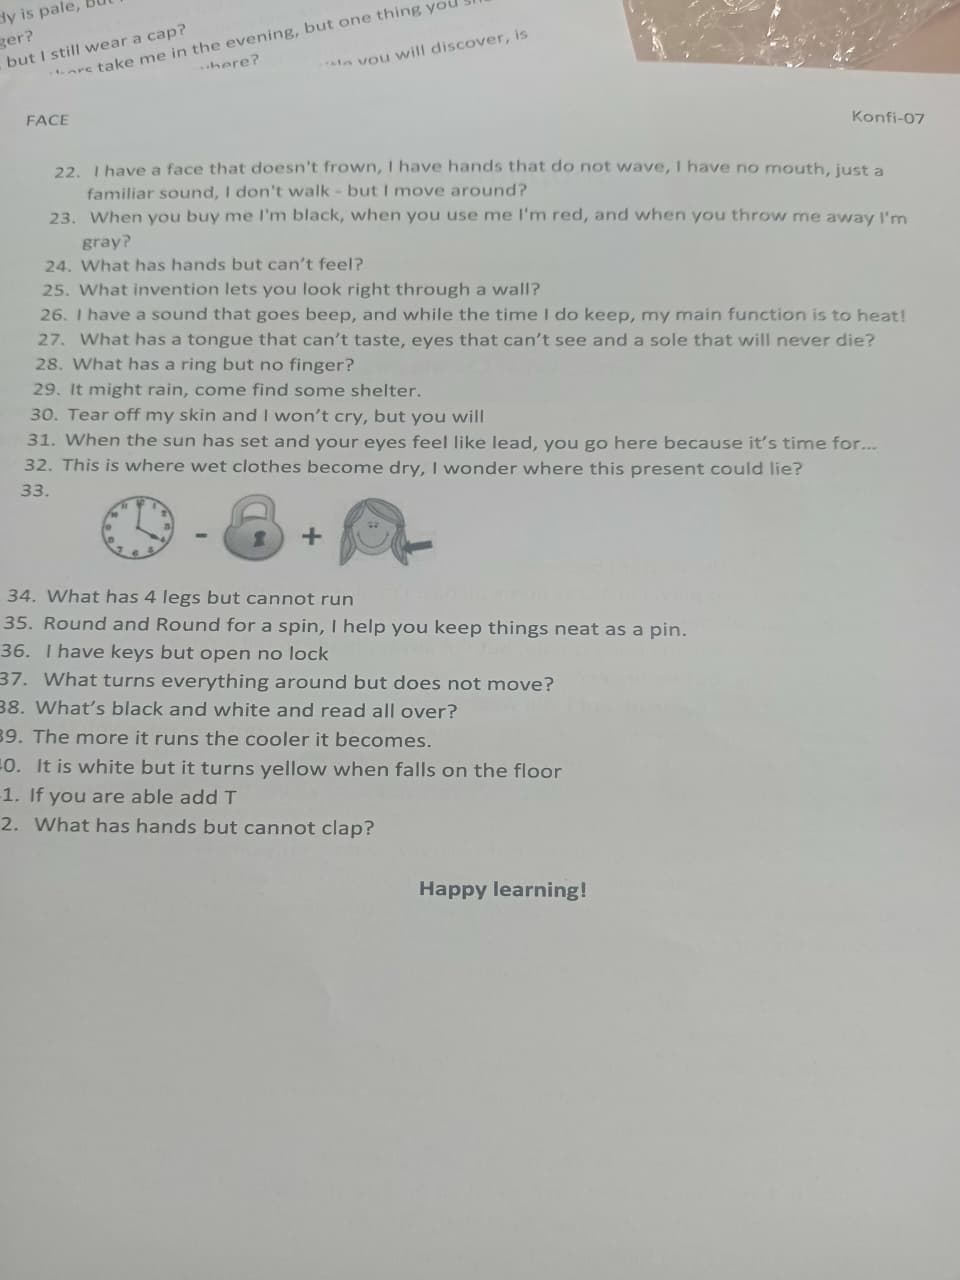 is pale,
but I still wear a cap?
take me in the evening, but one thing you
you will discover, is
FACE
Konfi-07
22. I have a face that doesn't frown, I have hands that do not wave, I have no mouth, just a
familiar sound, I don't walk - but I move around?
23. When you buy me I'm black, when you use me I'm red, and when you throw me away I'm
gray?
24. What has hands but can't feel?
25. What invention lets you look right through a wall?
26. I have a sound that goes beep, and while the time I do keep, my main function is to heat!
27. What has a tongue that can't taste, eyes that can't see and a sole that will never die?
28. What has a ring but no finger?
29. It might rain, come find some shelter.
30. Tear off my skin and I won't cry, but you will
31. When the sun has set and your eyes feel like lead, you go here because it's time for...
32. This is where wet clothes become dry, I wonder where this present could lie?
33.
- +
34. What has 4 legs but cannot run
35. Round and Round for a spin, I help you keep things neat as a pin.
36. I have keys but open no lock
37. What turns everything around but does not move?
38. What's black and white and read all over?
39. The more it runs the cooler it becomes.
0. It is white but it turns yellow when falls on the floor
1. If you are able add T
2. What has hands but cannot clap?
Happy learning!